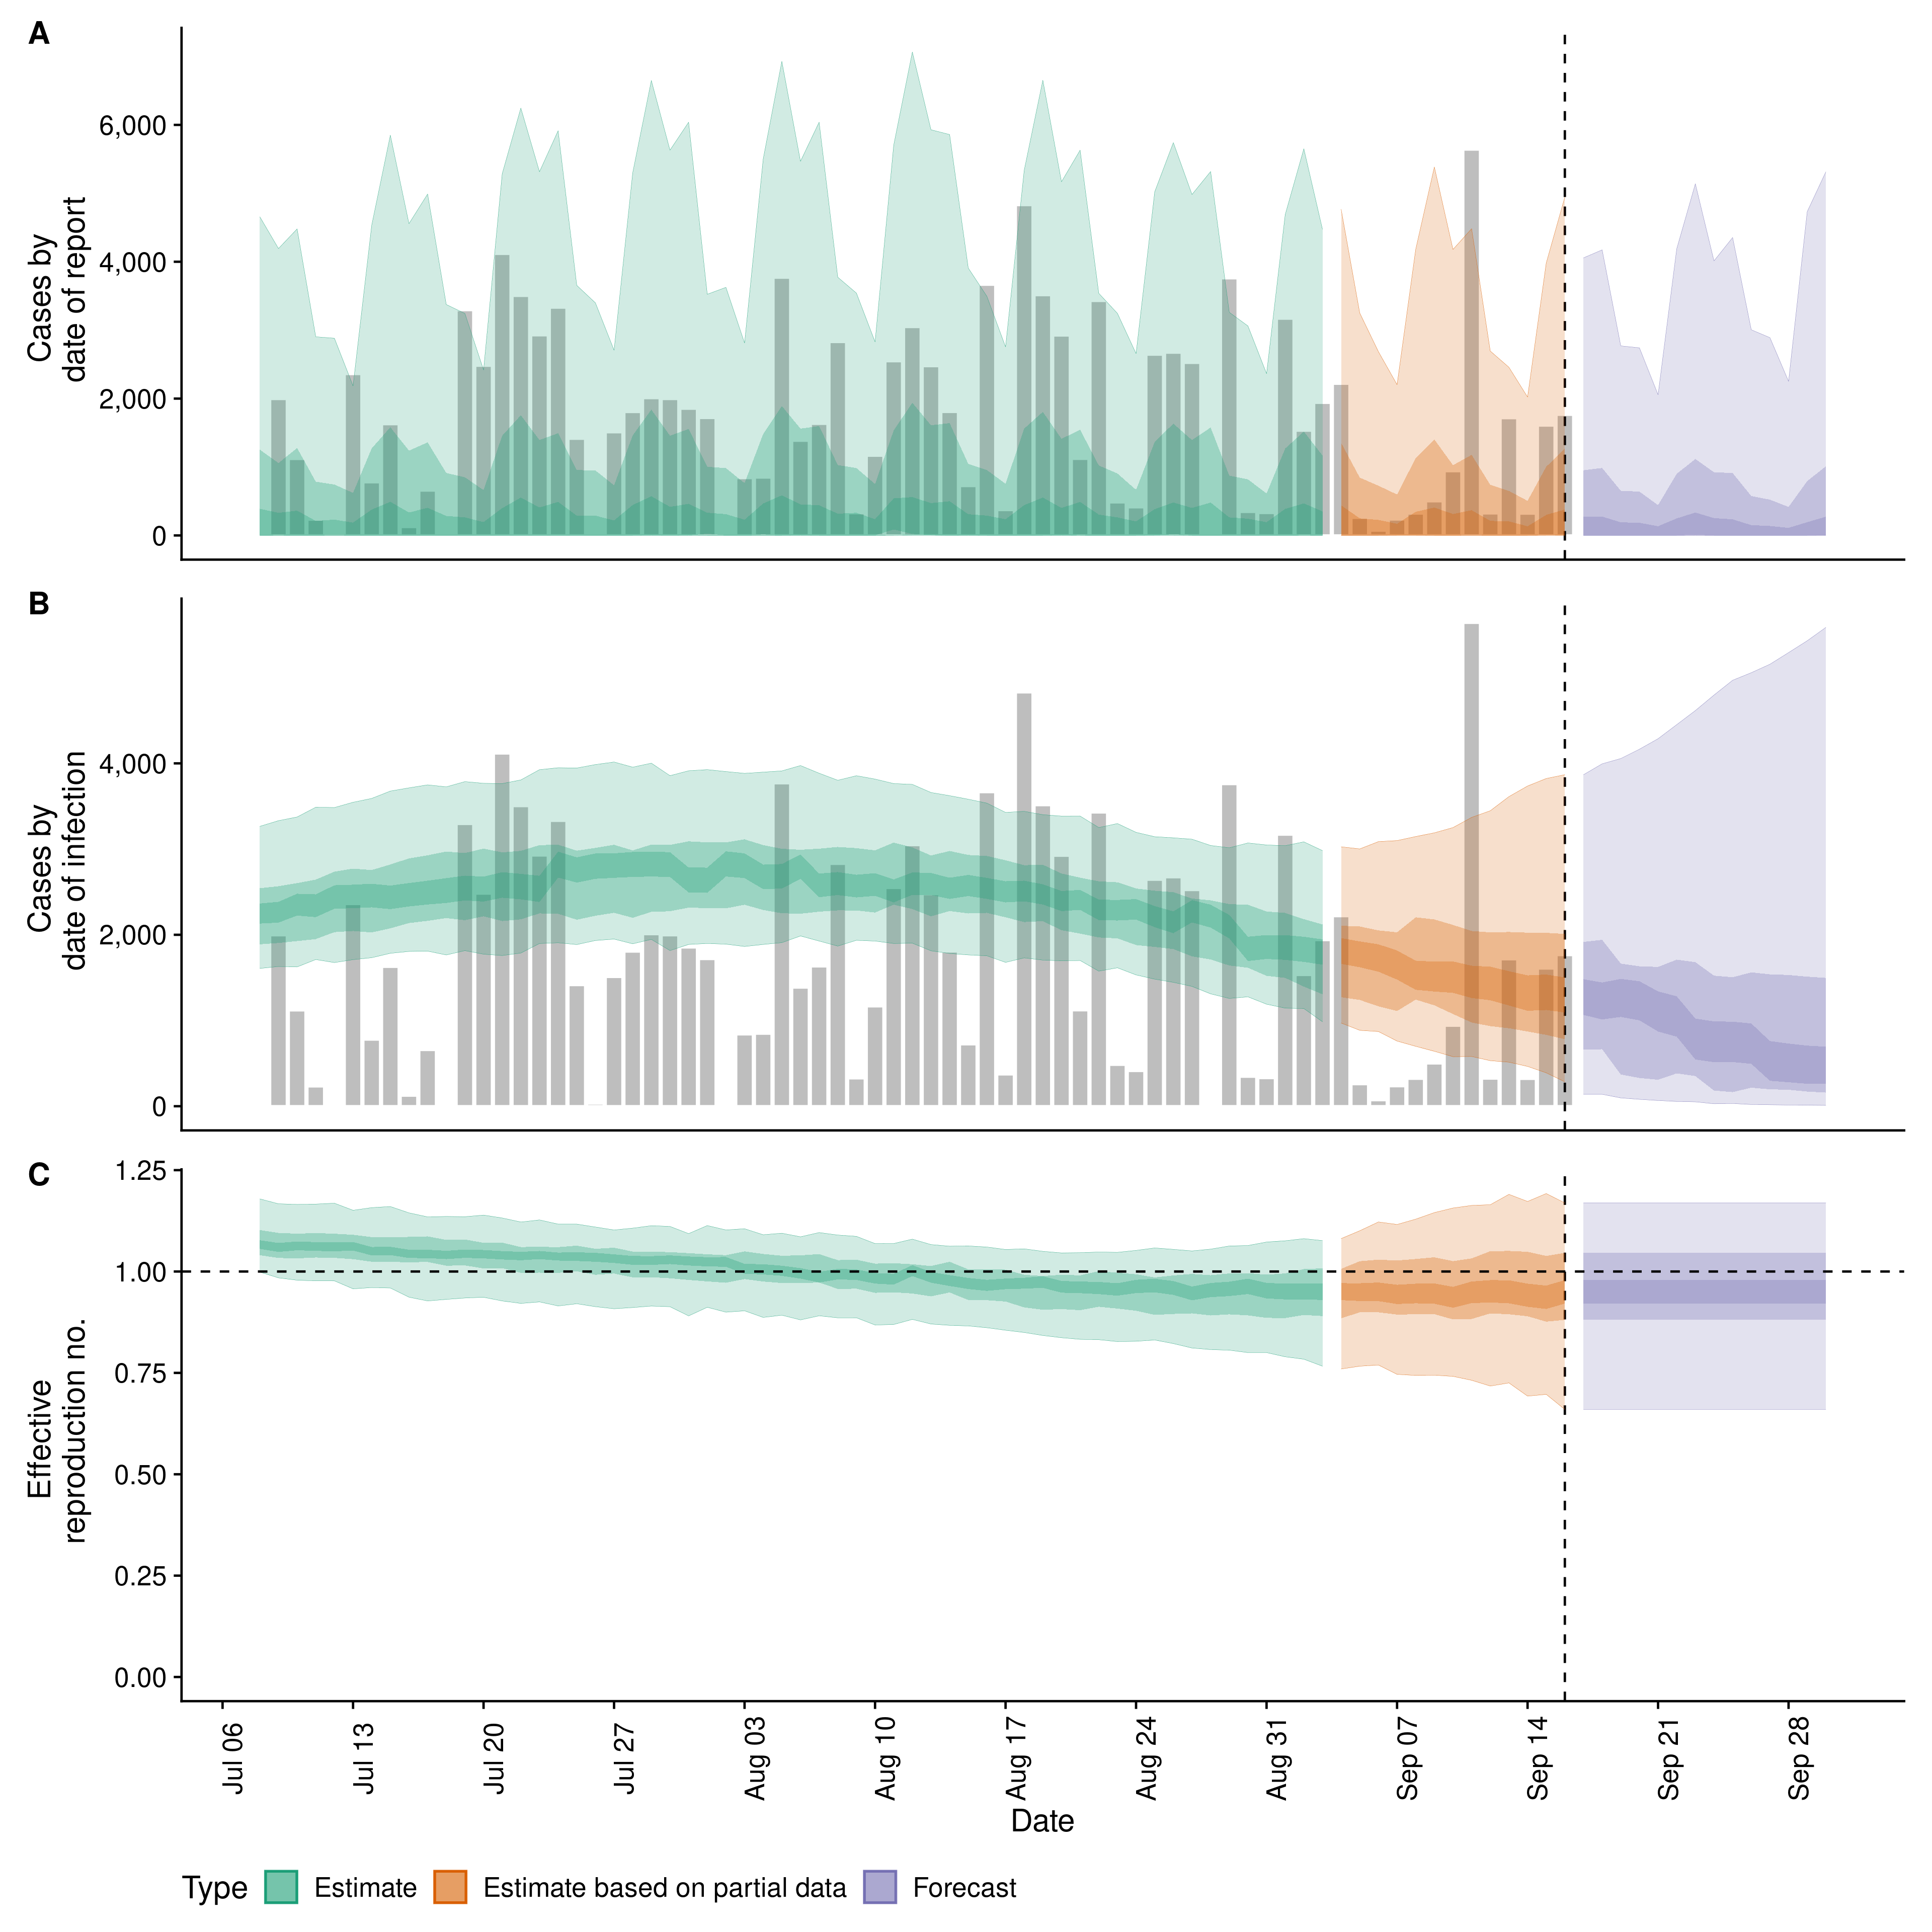 A
Cases by
date of report
6,000
4,000
2,000
0
B
Cases by
date of infection
4,000
2,000
0
C
Effective
reproduction no.
1.25
1.00
0.75
0.50
0.25
0.00
Jul 06
Jul 13
Jul 20
Jul 27
Aug 03
Aug 10
Aug 17
Aug 24
Aug 31
Sep 07
Sep 14
Sep 21
Sep 28
Date
Type Estimate Estimate based on partial data Forecast